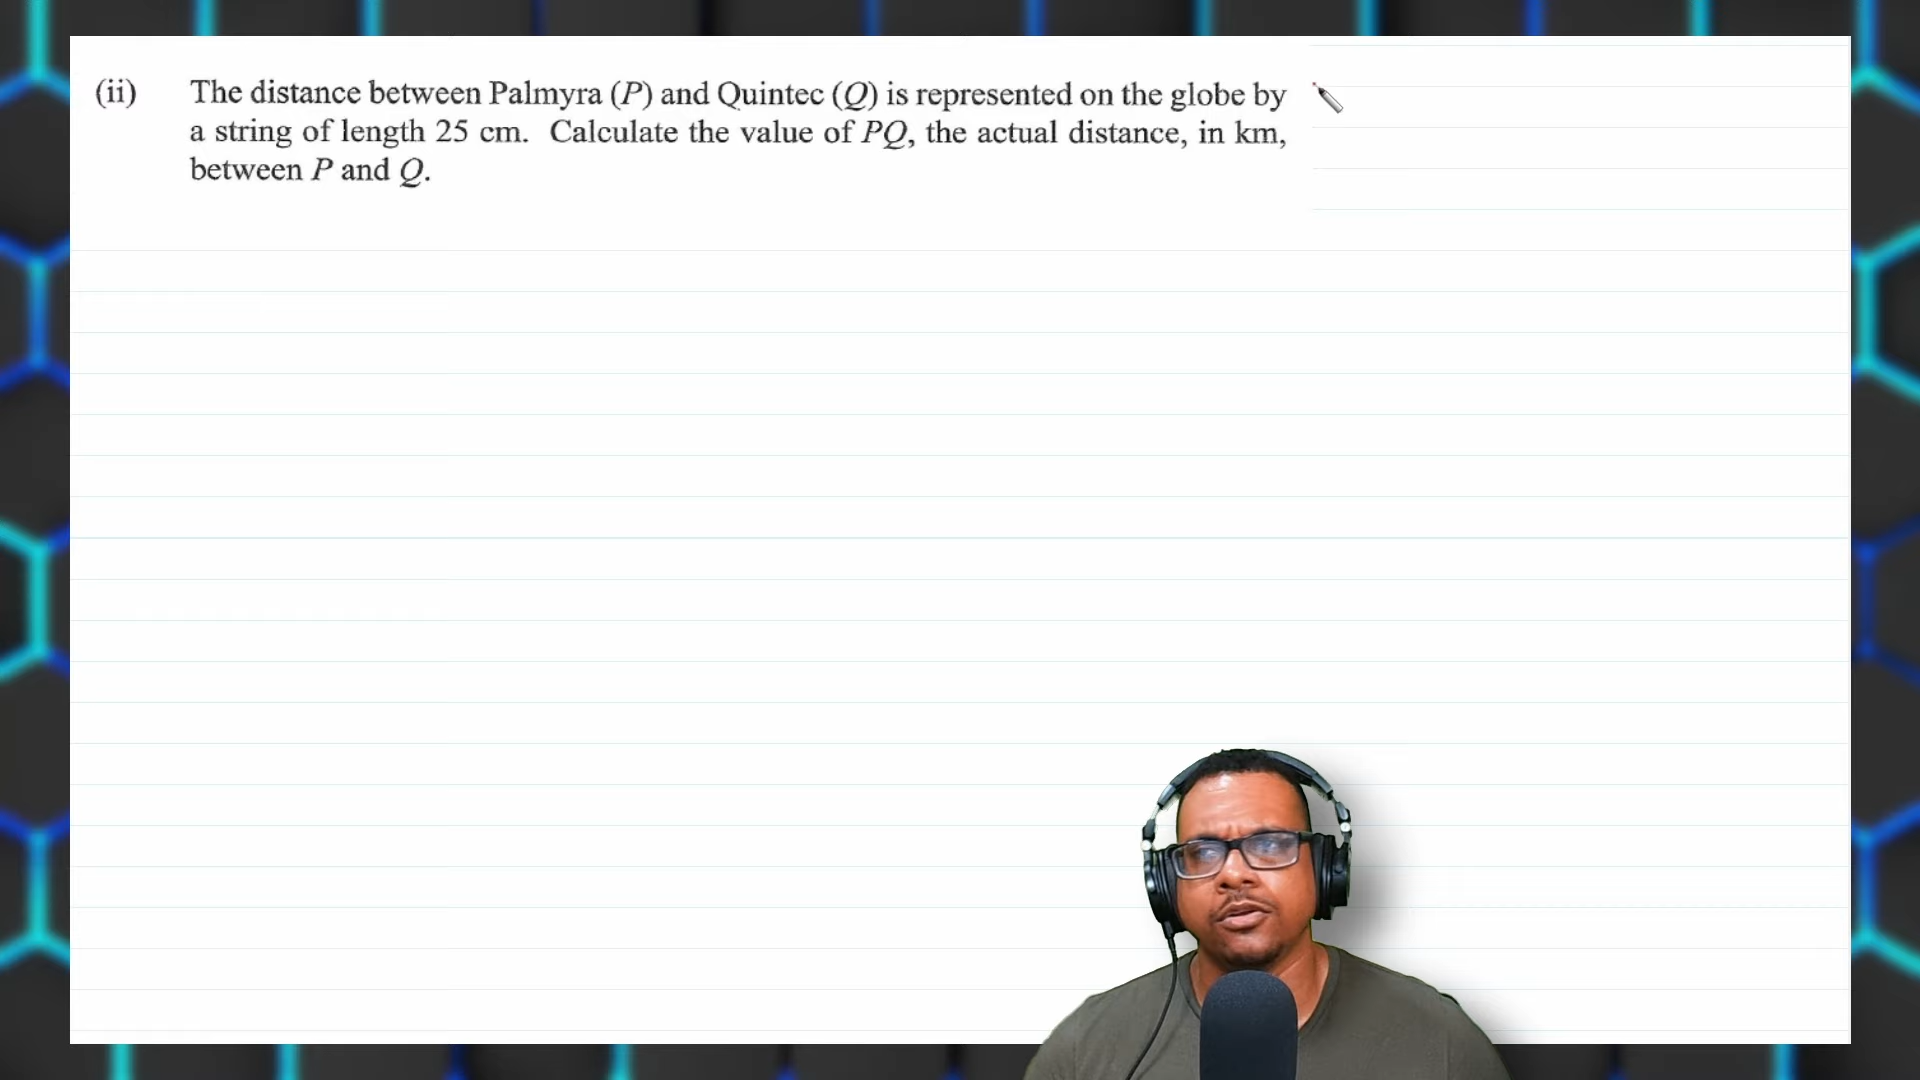 (ii) The distance between Palmyra (P) and Quintec (Q) is represented on the globe by
a string of length 25 cm. Calculate the value of PQ, the actual distance, in km,
between P and Q.